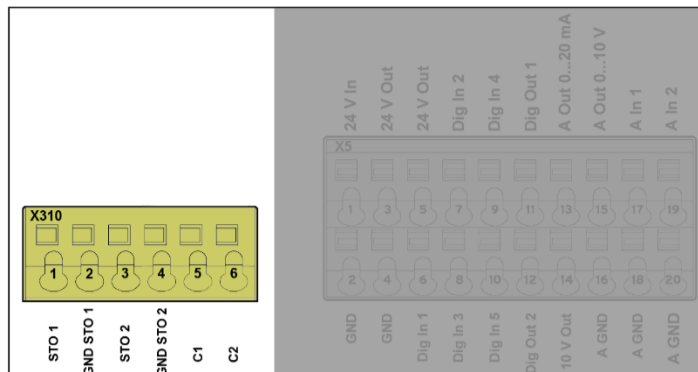 24 V In
24 V Out
24 V Out
Dig In 2
Dig In 4
Dig Out 1
A Out 0...20 mA
A Out 0...10 V
A In 1
A In 2
X5
1 3 5 7 9 11 13 15 17 19
2 4 6 8 10 12 14 16 18 20
GND
GND
Dig In 1
Dig In 3
Dig In 5
Dig Out 2
10 V Out
A GND
A GND
A GND
X310
1 2 3 4 5 6
STO 1
GND STO 1
STO 2
GND STO 2
C1
C2